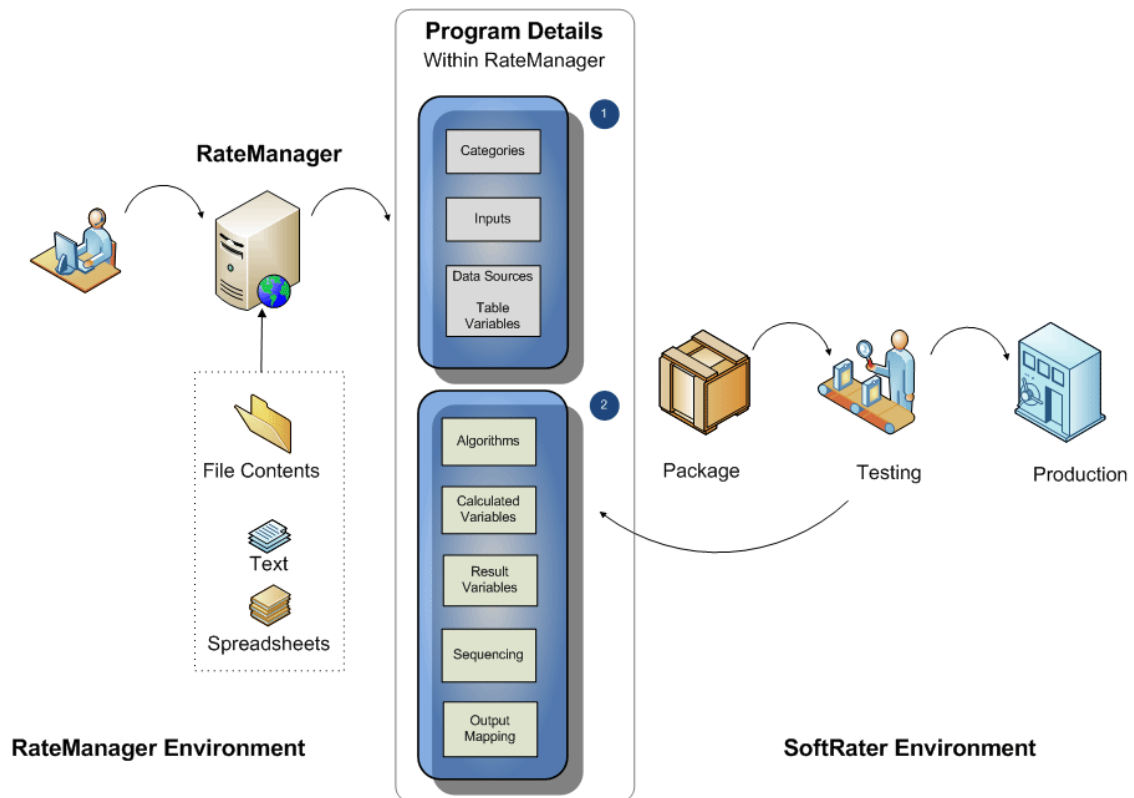 Program Details
Within RateManager
1
Categories
RateManager
Inputs
Data Sources
Table
Variables
2
Algorithms
File Contents
Package
Testing
Production
Calculated
Variables
Text
Result
Variables
Spreadsheets
Sequencing
Output
Mapping
RateManager Environment
SoftRater Environment